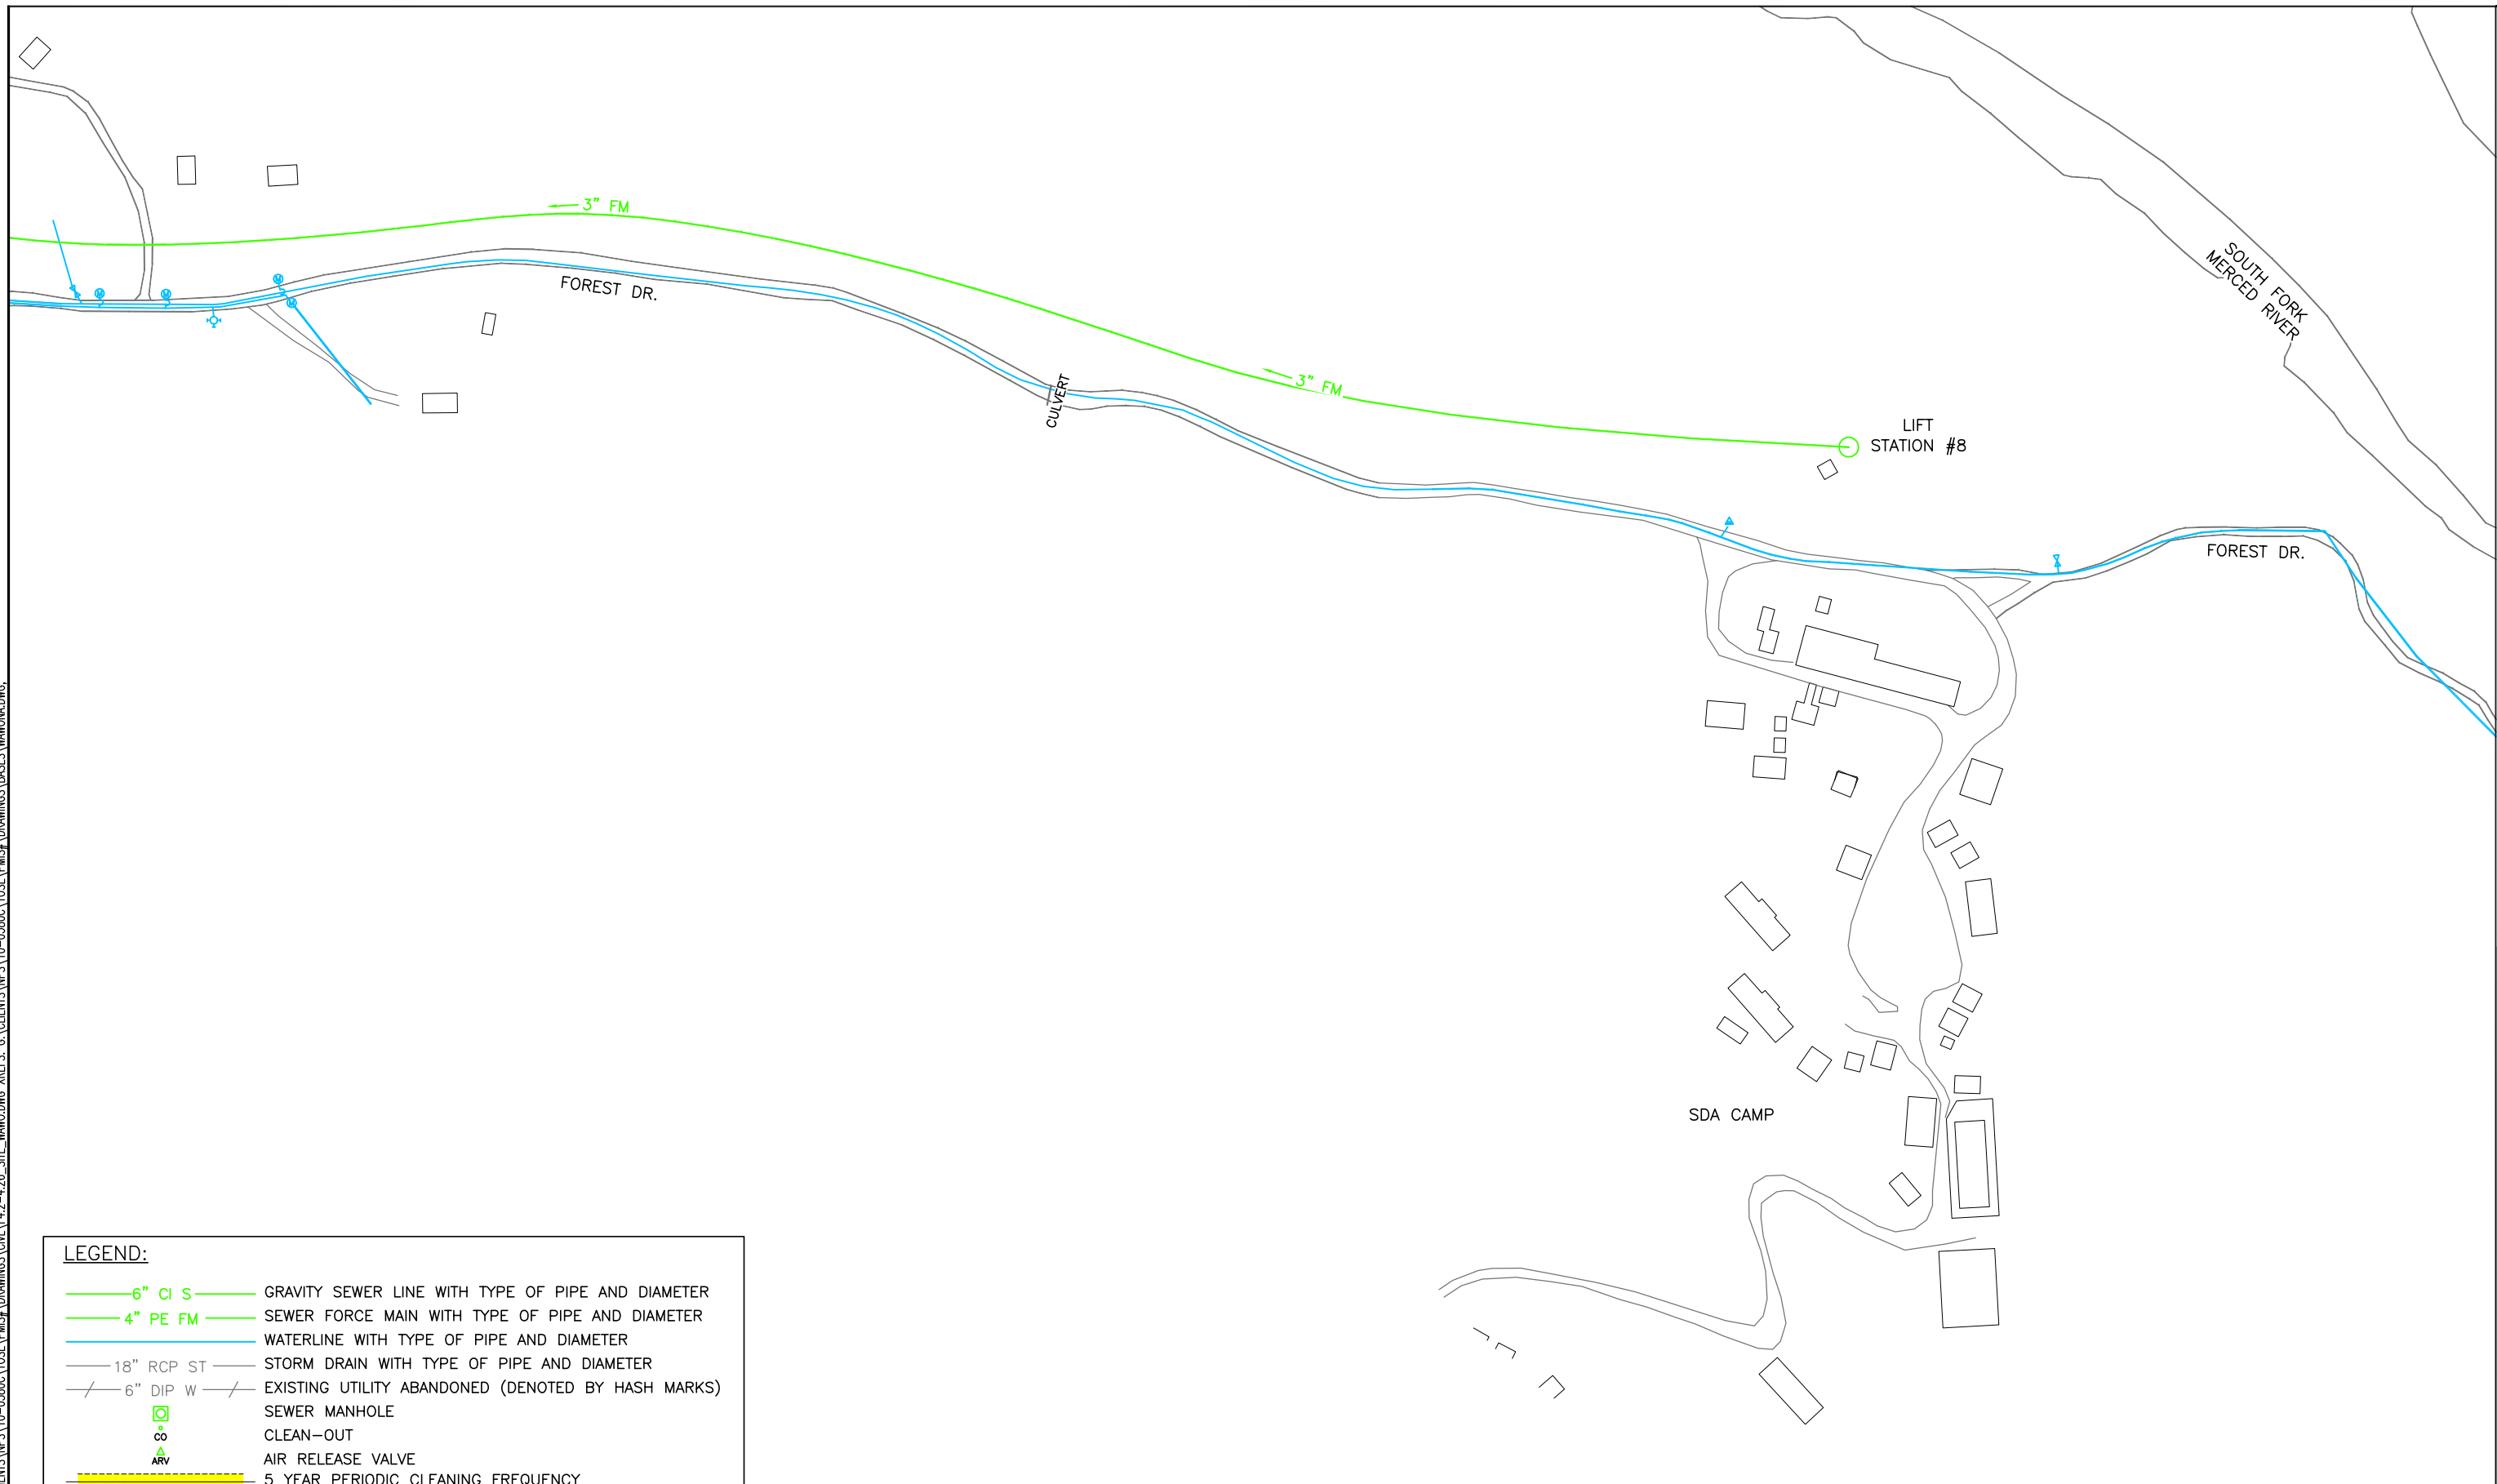 3" FM
FOREST DR.
CULVERT
3" FM
LIFT
STATION #8
SOUTH FORK
MERCED RIVER
FOREST DR.
SDA CAMP
W
W
W
W
LEGEND:
6" CI S GRAVITY SEWER LINE WITH TYPE OF PIPE AND DIAMETER
4" PE FM SEWER FORCE MAIN WITH TYPE OF PIPE AND DIAMETER
WATERLINE WITH TYPE OF PIPE AND DIAMETER
18" RCP ST STORM DRAIN WITH TYPE OF PIPE AND DIAMETER
6" DIP W EXISTING UTILITY ABANDONED (DENOTED BY HASH MARKS)
SEWER MANHOLE
CO CLEAN-OUT
ARV AIR RELEASE VALVE
5 YEAR PERIODIC CLEANING FREQUENCY